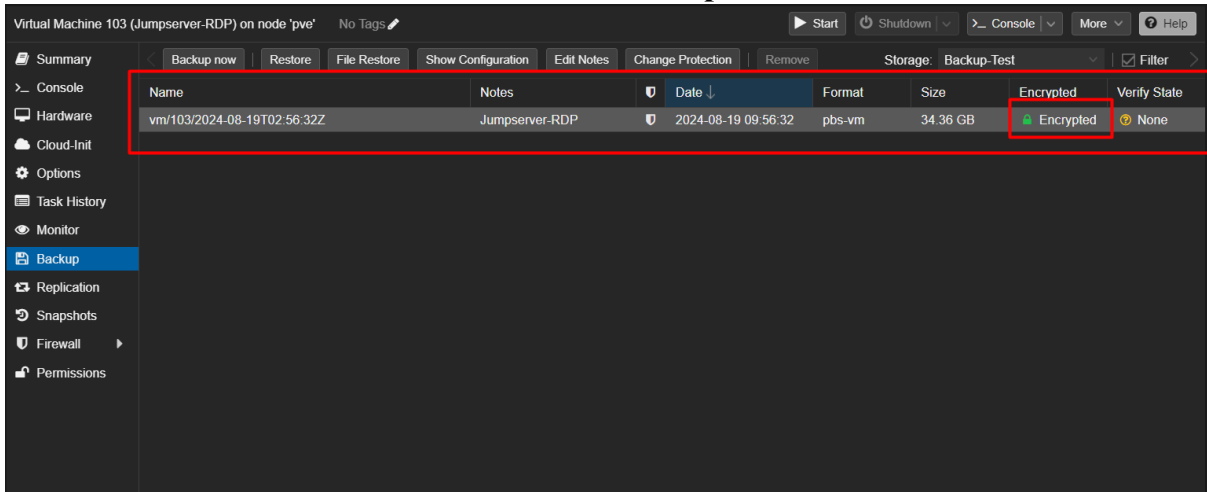 Virtual Machine 103 (Jumpserver-RDP) on node 'pve' No Tags Start Shutdown Console More Help
Summary
Console
Hardware
Cloud-Init
Options
Task History
Monitor
Backup
Replication
Snapshots
Firewall
Permissions
Backup now Restore File Restore Show Configuration Edit Notes Change Protection Remove Storage: Backup-Test Filter
Name Notes Date Format Size Encrypted Verify State
vm/103/2024-08-19T02:56:32Z Jumpserver-RDP 2024-08-19 09:56:32 pbs-vm 34.36 GB Encrypted None